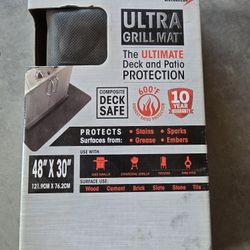 ULTRA
GRILL MAT
The ULTIMATE
Deck and Patio
PROTECTION
COMPOSITE
DECK
SAFE
600°F
10
YEAR
WARRANTY
PROTECTS
Surfaces from:
• Stains
• Sparks
• Grease
• Embers
48" X 30"
121.9CM X 76.2CM
USE WITH
GAS GRILLS
CHARCOAL GRILLS
FIRE PITS
SURFACE USE:
Wood Cement Brick Slate Stone Tile